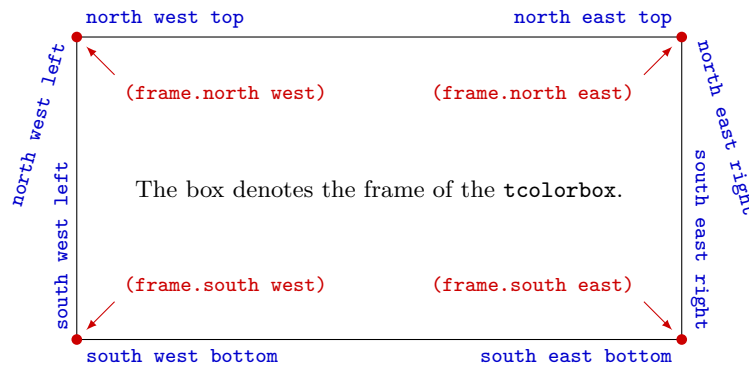 north west top
north east top
north west left
north east right
(frame.north west)
(frame.north east)
south west left
The box denotes the frame of the tcolorbox.
south east right
(frame.south west)
(frame.south east)
south west bottom
south east bottom